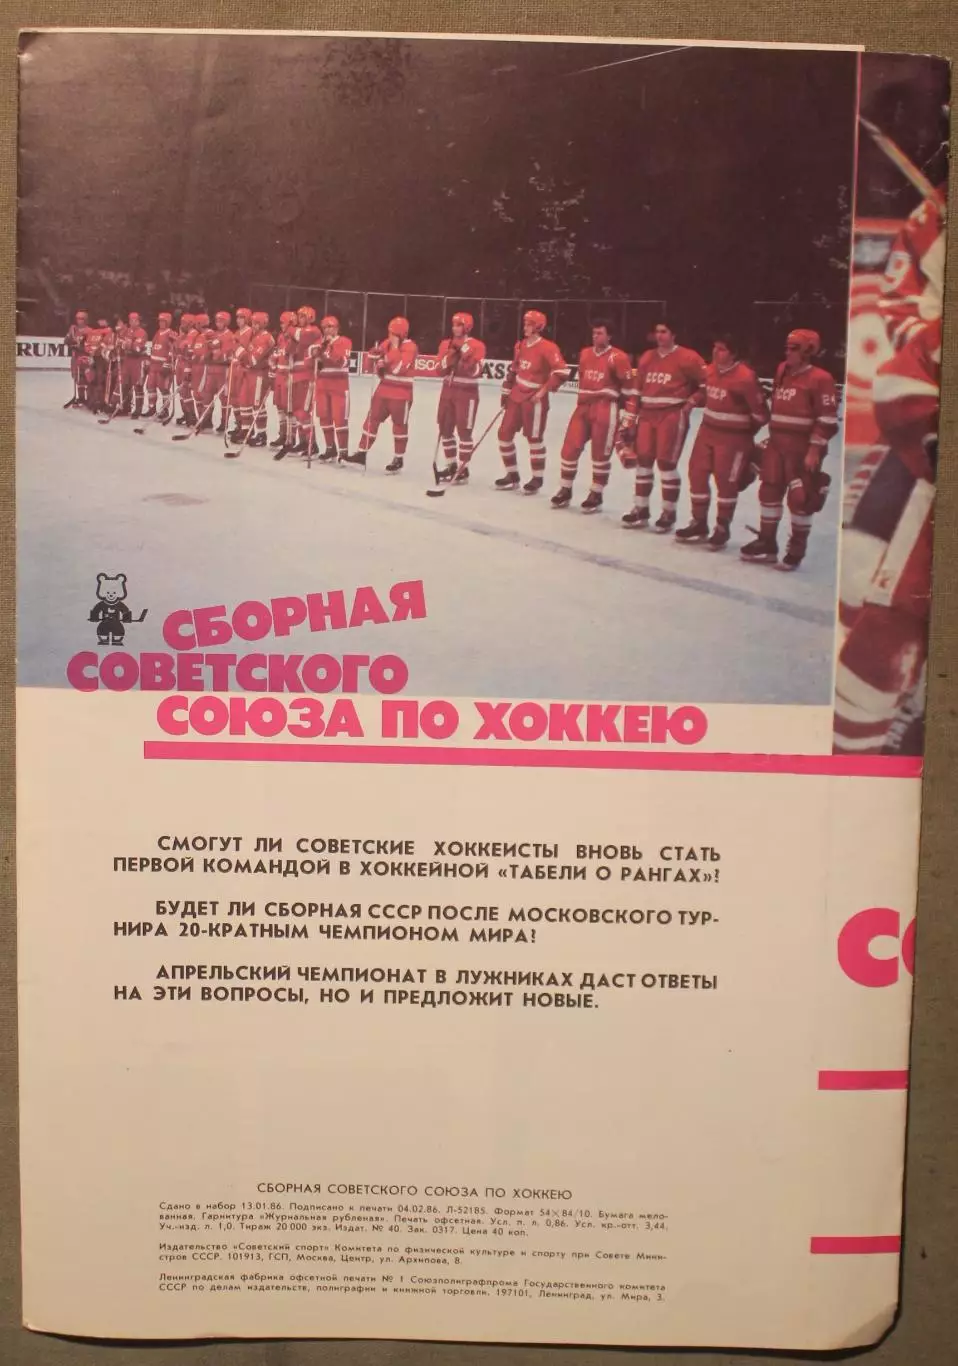 RUM
СССР
СССР
СССР
24
СБОРНАЯ
СОВЕТСКОГО
СОЮЗА ПО ХОККЕЮ
СМОГУТ ЛИ СОВЕТСКИЕ ХОККЕИСТЫ ВНОВЬ СТАТЬ
ПЕРВОЙ КОМАНДОЙ В ХОККЕЙНОЙ «ТАБЕЛИ О РАНГАХ»?
БУДЕТ ЛИ СБОРНАЯ СССР ПОСЛЕ МОСКОВСКОГО ТУР-
НИРА 20-КРАТНЫМ ЧЕМПИОНОМ МИРА?
АПРЕЛЬСКИЙ ЧЕМПИОНАТ В ЛУЖНИКАХ ДАСТ ОТВЕТЫ
НА ЭТИ ВОПРОСЫ, НО И ПРЕДЛОЖИТ НОВЫЕ.
СБОРНАЯ СОВЕТСКОГО СОЮЗА ПО ХОККЕЮ
Сдано в набор 13.01.86. Подписано к печати 04.02.86. Л-52185. Формат 54×84/10. Бумага мело-
ванная. Гарнитура «Журнальная рубленая». Печать офсетная. Усл. п. л. 0,86. Усл. кр.-отт. 3,44.
Уч.-изд. л. 1,0. Тираж 20 000 экз. Издат. № 40. Зак. 0317. Цена 40 коп.
Издательство «Советский спорт» Комитета по физической культуре и спорту при Совете Мини-
стров СССР. 101913, ГСП, Москва, Центр, ул. Архипова, 8.
Ленинградская фабрика офсетной печати № 1 Союзполиграфпрома Государственного комитета
СССР по делам издательств, полиграфии и книжной торговли. 197101, Ленинград, ул. Мира, 3.